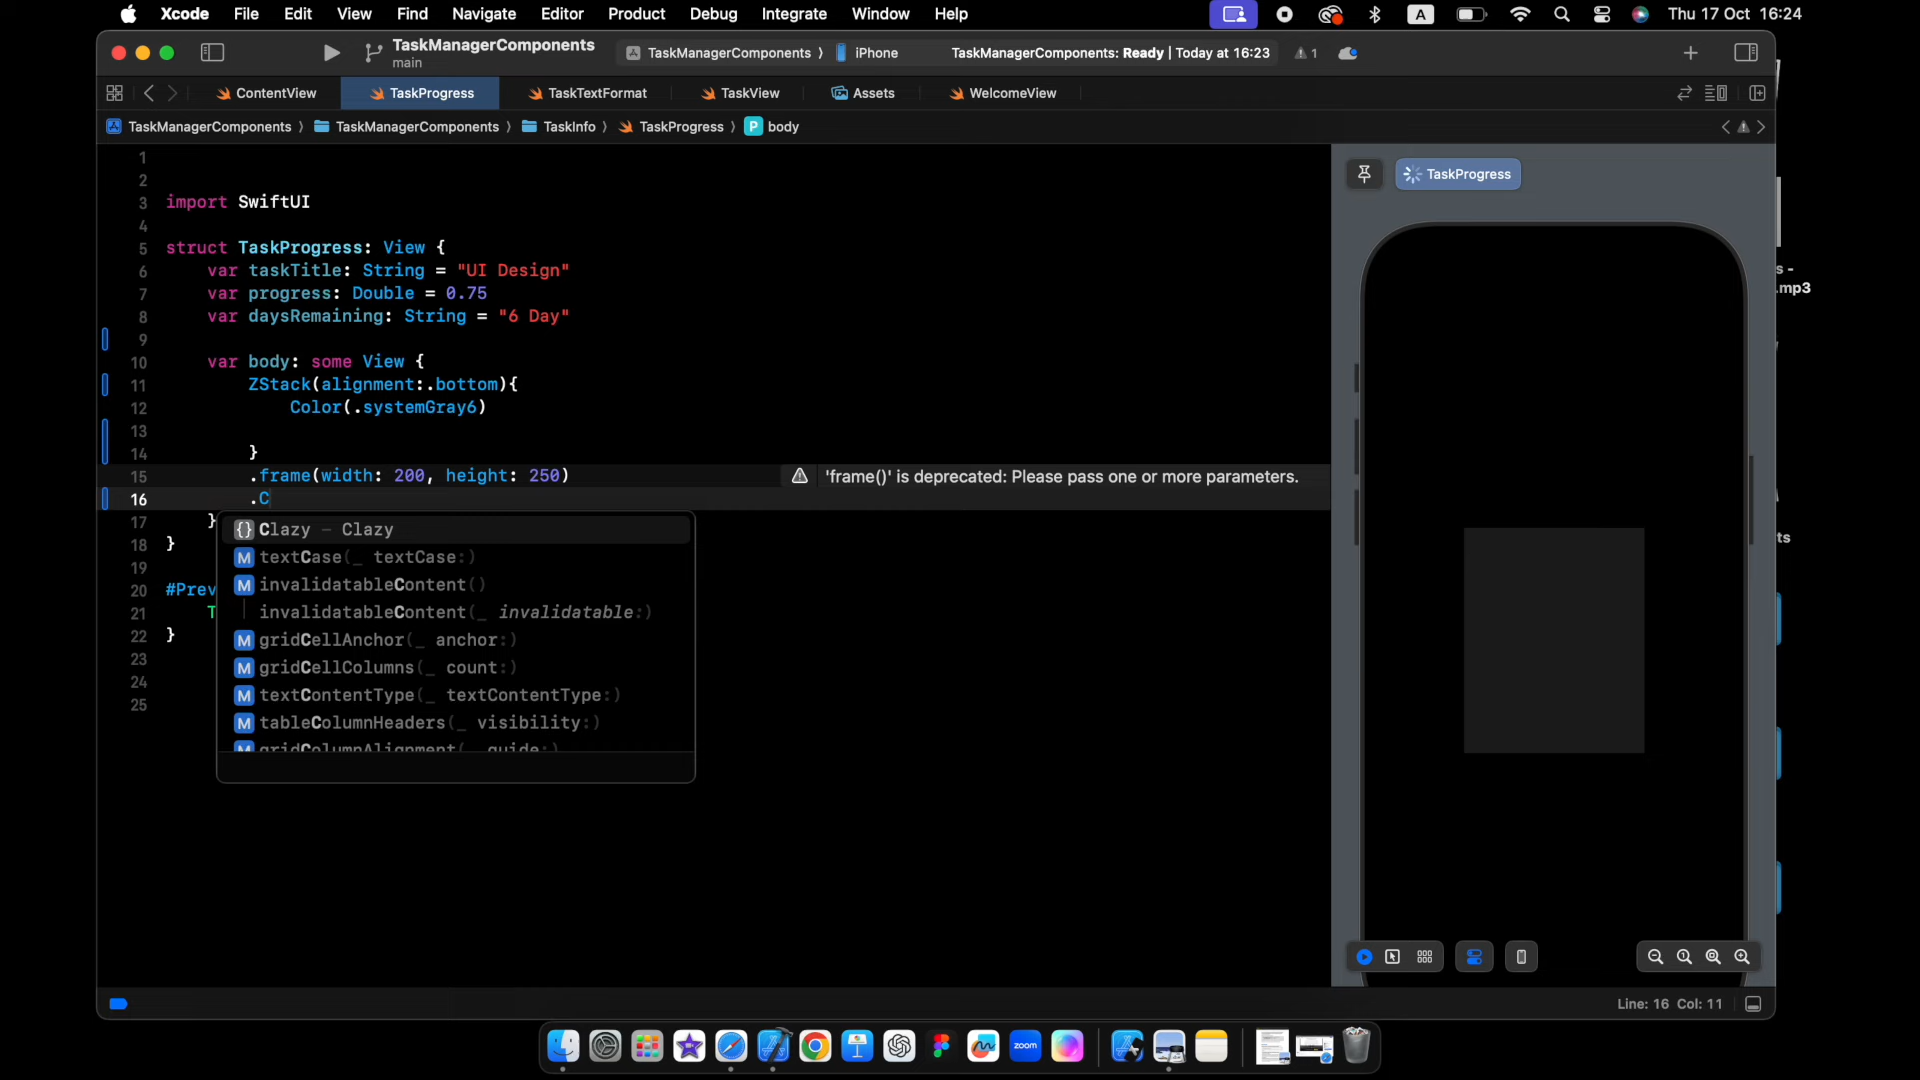 Xcode File Edit View Find Navigate Editor Product Debug Integrate Window Help A Thu 17 Oct 16:24
TaskManagerComponents
main
TaskManagerComponents 〉 iPhone
TaskManagerComponents: Ready | Today at 16:23
1
ContentView TaskProgress TaskTextFormat TaskView Assets WelcomeView
TaskManagerComponents 〉 TaskManagerComponents 〉 TaskInfo 〉 TaskProgress 〉 P body
1
2
3 import SwiftUI
4
5 struct TaskProgress: View {
6 var taskTitle: String = "UI Design"
7 var progress: Double = 0.75
8 var daysRemaining: String = "6 Day"
9
10 var body: some View {
11 ZStack(alignment:.bottom){
12 Color(.systemGray6)
13
14 }
15 .frame(width: 200, height: 250)
'frame()' is deprecated: Please pass one or more parameters.
16 .C
17 }
18 }
19
20 #Prev
21 T
22 }
23
24
25
{} Clazy – Clazy
M textCase(_ textCase:)
M invalidatableContent()
invalidatableContent(_ invalidatable:)
M gridCellAnchor(_ anchor:)
M gridCellColumns(_ count:)
M textContentType(_ textContentType:)
M tableColumnHeaders(_ visibility:)
M gridColumnAlignment(_ guide:)
TaskProgress
s -
.mp3
ts
Line: 16 Col: 11
zoom